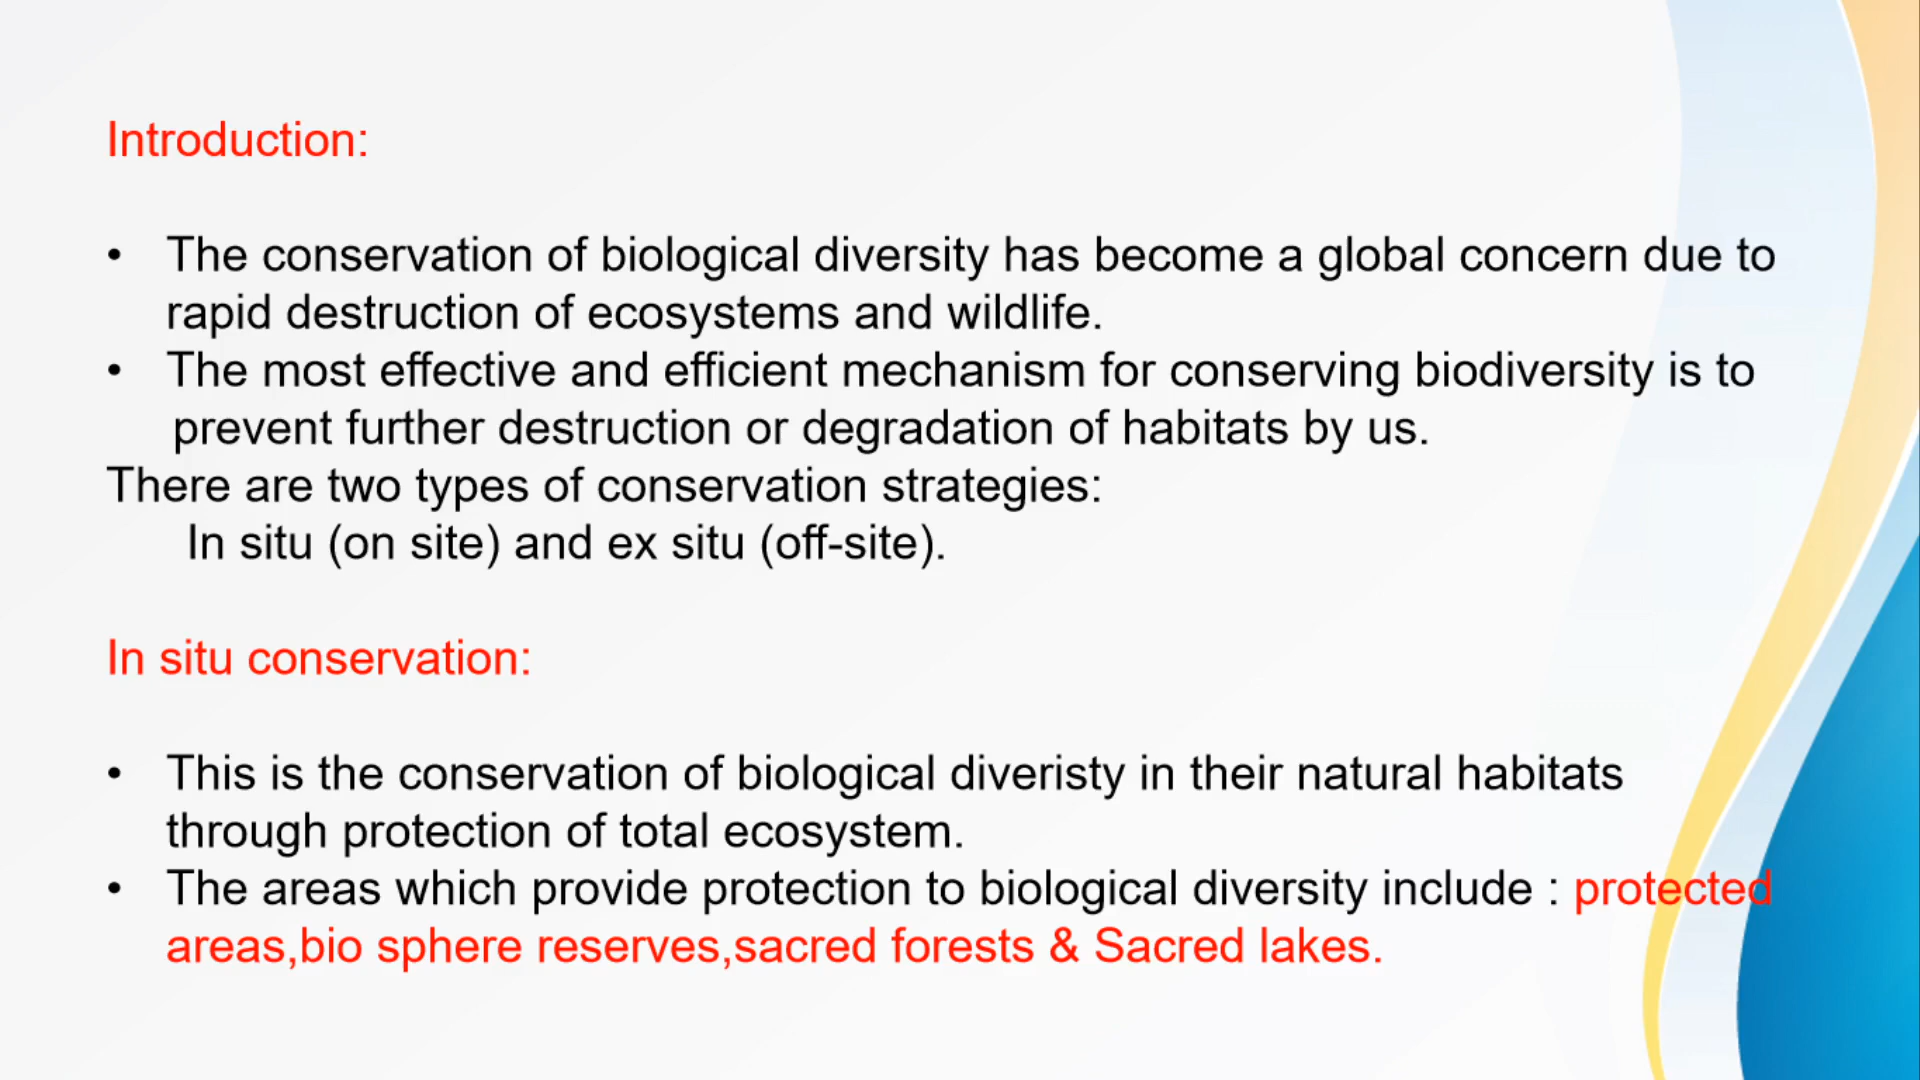 Introduction:
• The conservation of biological diversity has become a global concern due to
rapid destruction of ecosystems and wildlife.
• The most effective and efficient mechanism for conserving biodiversity is to
prevent further destruction or degradation of habitats by us.
There are two types of conservation strategies:
In situ (on site) and ex situ (off-site).
In situ conservation:
• This is the conservation of biological diveristy in their natural habitats
through protection of total ecosystem.
• The areas which provide protection to biological diversity include : protected
areas,bio sphere reserves,sacred forests & Sacred lakes.